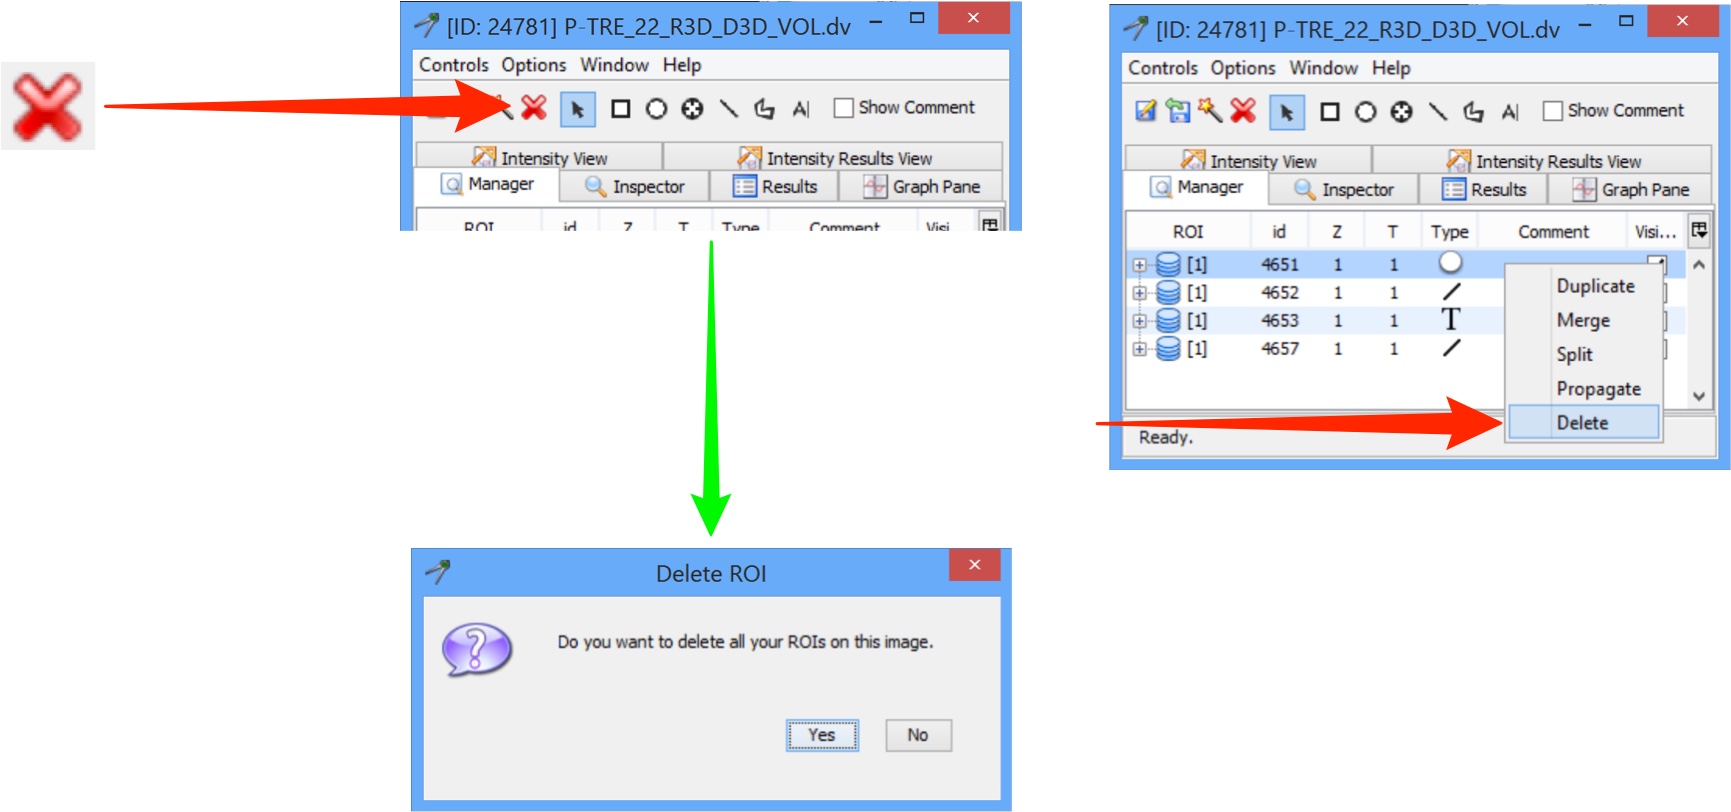 [ID: 24781] P-TRE_22_R3D_D3D_VOL.dv
Controls Options Window Help
Show Comment
Intensity View Intensity Results View
Manager Inspector Results Graph Pane
ROI id Z T Type Comment Visi...
Delete ROI
Do you want to delete all your ROIs on this image.
Yes No
[ID: 24781] P-TRE_22_R3D_D3D_VOL.dv
Controls Options Window Help
A| Show Comment
Intensity View Intensity Results View
Manager Inspector Results Graph Pane
ROI id Z T Type Comment Visi...
[1] 4651 1 1
[1] 4652 1 1
[1] 4653 1 1 T
[1] 4657 1 1
Duplicate
Merge
Split
Propagate
Delete
Ready.